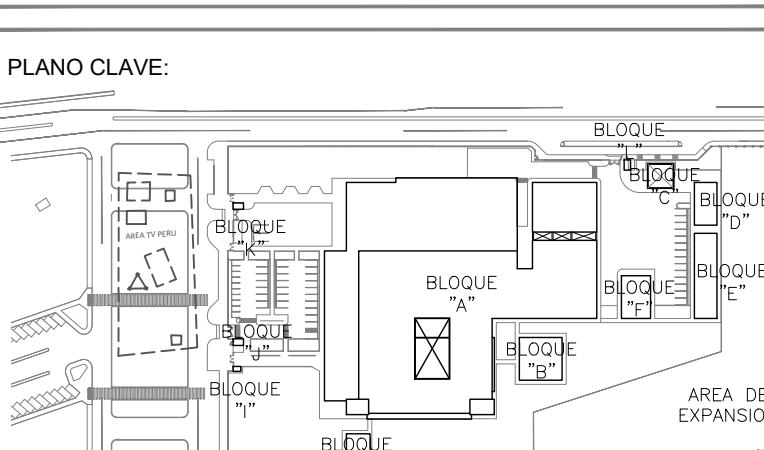 PLANO CLAVE:
BLOQUE
"L"
BLOQUE
"C"
BLOQUE
"D"
BLOQUE
"K"
AREA TV PERU
BLOQUE
"A"
BLOQUE
"E"
BLOQUE
"F"
BLOQUE
"J"
BLOQUE
"B"
BLOQUE
"I"
AREA DE
EXPANSIO
BLOQUE